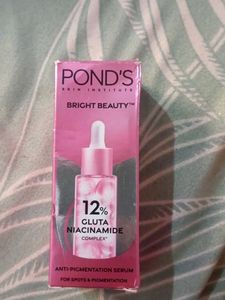 POND'S
SKIN INSTITUTE
BRIGHT BEAUTY™
12%
GLUTA
NIACINAMIDE
COMPLEX*
ANTI-PIGMENTATION SERUM
FOR SPOTS & PIGMENTATION